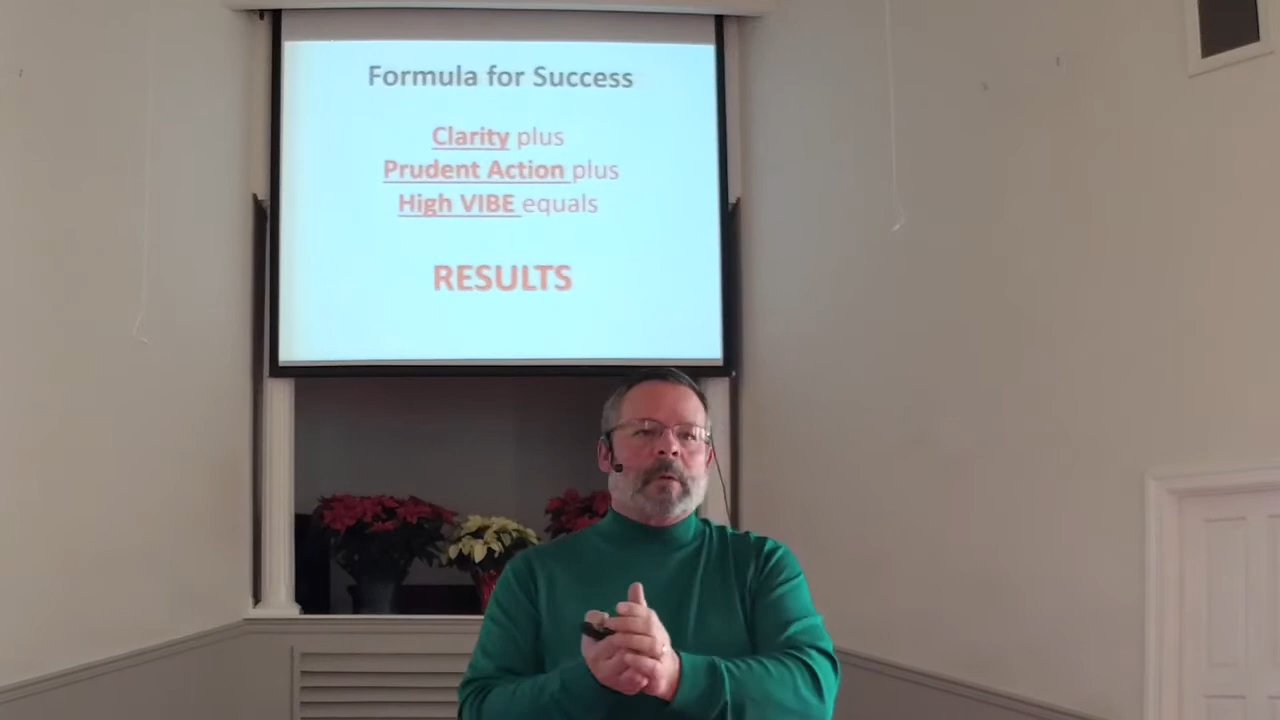 Formula for Success
Clarity plus
Prudent Action plus
High VIBE equals
RESULTS